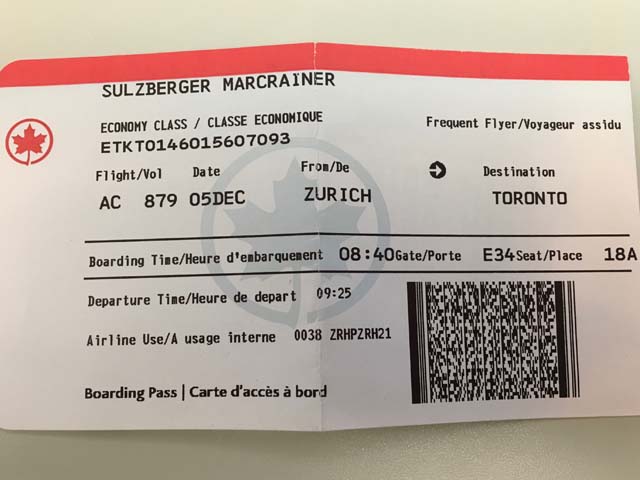 SULZBERGER MARCRAINER
ECONOMY CLASS / CLASSE ECONOMIQUE
ETKT0146015607093
Frequent Flyer/Voyageur assidu
Flight/Vol Date From/De Destination
AC 879 05DEC ZURICH TORONTO
Boarding Time/Heure d'embarquement 08:40 Gate/Porte E34 Seat/Place 18A
Departure Time/Heure de depart 09:25
Airline Use/A usage interne 0038 ZRHPZRH21
Boarding Pass | Carte d'accès à bord